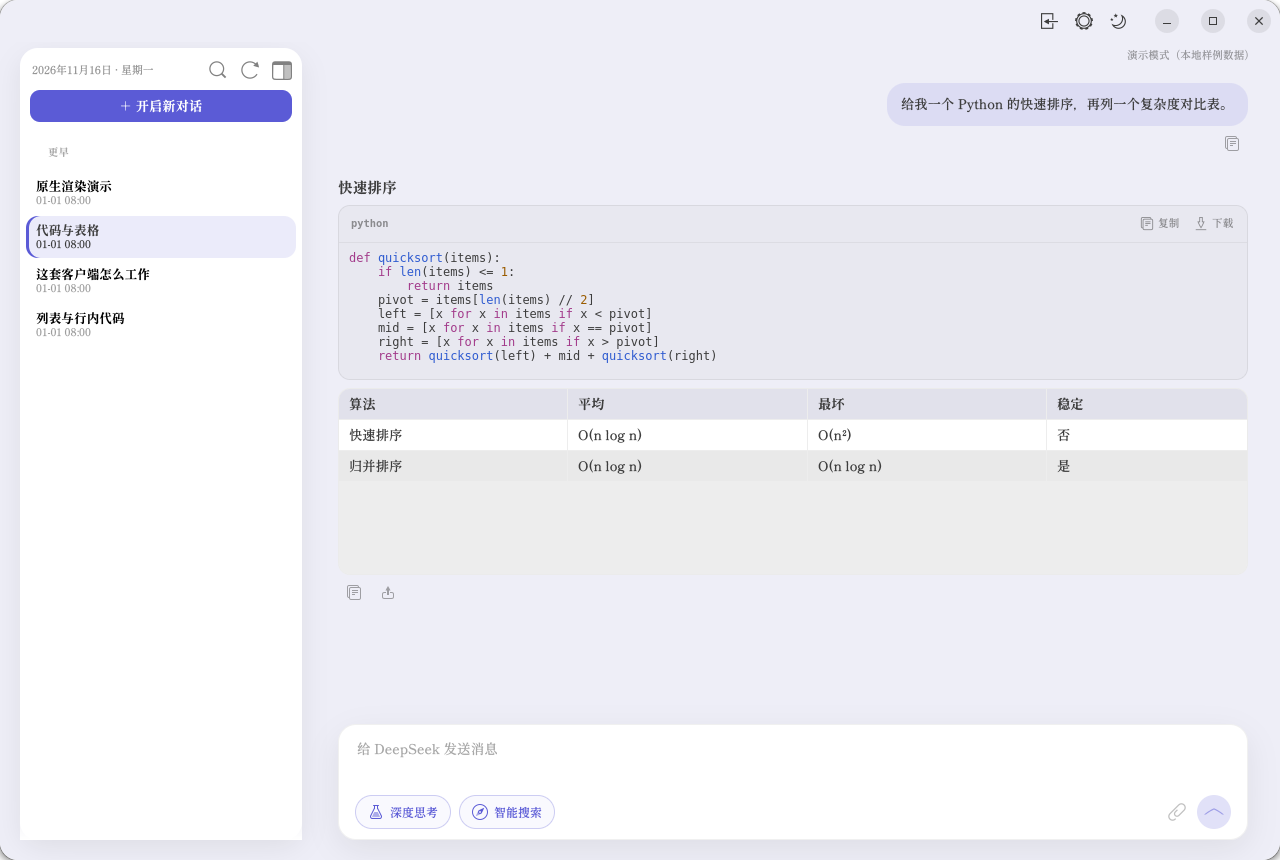 2026年11月16日 · 星期一
+ 开启新对话
更早
原生渲染演示
01-01 08:00
代码与表格
01-01 08:00
这套客户端怎么工作
01-01 08:00
列表与行内代码
01-01 08:00
演示模式（本地样例数据）
给我一个 Python 的快速排序，再列一个复杂度对比表。
快速排序
python 复制 下载
def quicksort(items):
    if len(items) <= 1:
        return items
    pivot = items[len(items) // 2]
    left = [x for x in items if x < pivot]
    mid = [x for x in items if x == pivot]
    right = [x for x in items if x > pivot]
    return quicksort(left) + mid + quicksort(right)
算法 平均 最坏 稳定
快速排序 O(n log n) O(n²) 否
归并排序 O(n log n) O(n log n) 是
给 DeepSeek 发送消息
深度思考 智能搜索